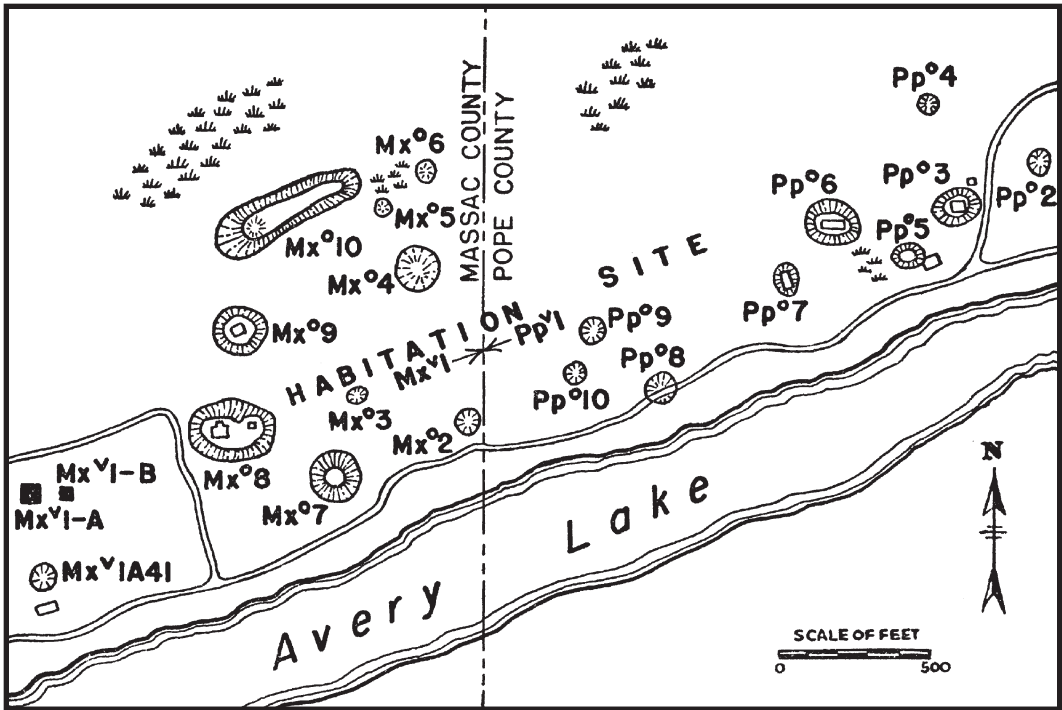 MASSAC COUNTY
POPE COUNTY
Ppº4
Mxº6
Ppº6
Ppº3
Ppº2
Mxº5
Mxº10
Ppº5
Mxº4
HABITATION SITE
Ppº7
Mxº9
Mxᵛ1
Ppᵛ1
Ppº9
Ppº8
Ppº10
Mxº3
Mxº2
Mxº8
Mxº7
Mxᵛ1-B
Mxᵛ1-A
Mxᵛ1A41
Avery Lake
N
SCALE OF FEET
0 500